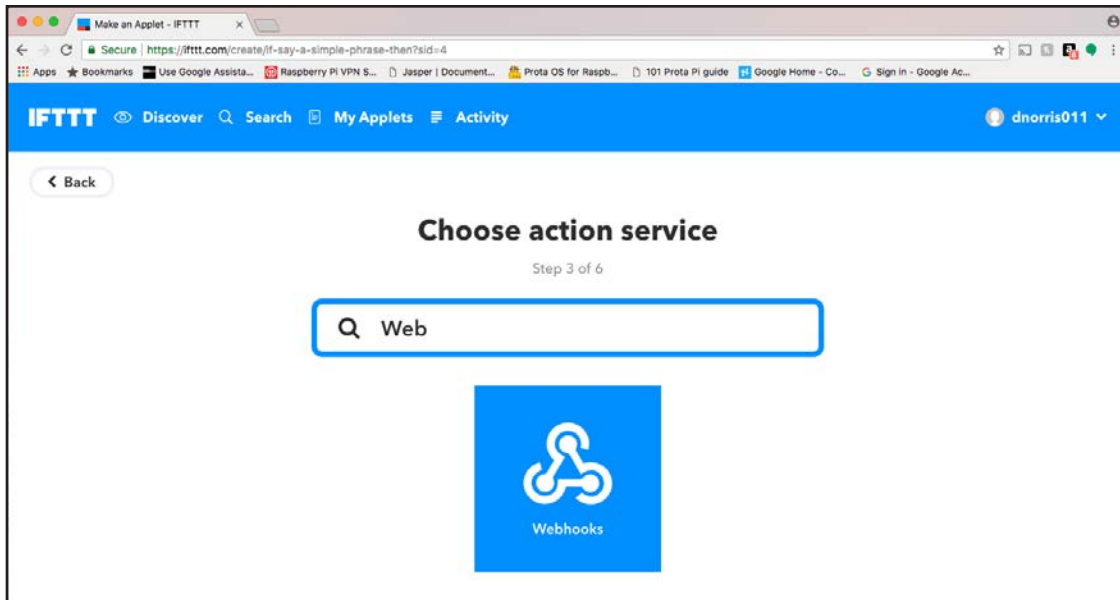 Make an Applet - IFTTT
Secure | https://ifttt.com/create/if-say-a-simple-phrase-then?sid=4
Apps Bookmarks Use Google Assista... Raspberry Pi VPN S... Jasper | Document... Prota OS for Raspb... 101 Prota Pi guide Google Home - Co... Sign in - Google Ac...
IFTTT Discover Search My Applets Activity dnorris011
Back
Choose action service
Step 3 of 6
Web
Webhooks